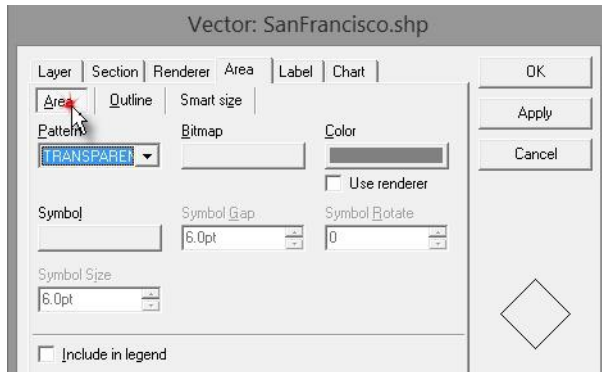 Vector: SanFrancisco.shp
Layer Section Renderer Area Label Chart
OK
Area Outline Smart size
Apply
Pattern Bitmap Color
TRANSPAREN
Cancel
Use renderer
Symbol Symbol Gap Symbol Rotate
6.0pt 0
Symbol Size
6.0pt
Include in legend